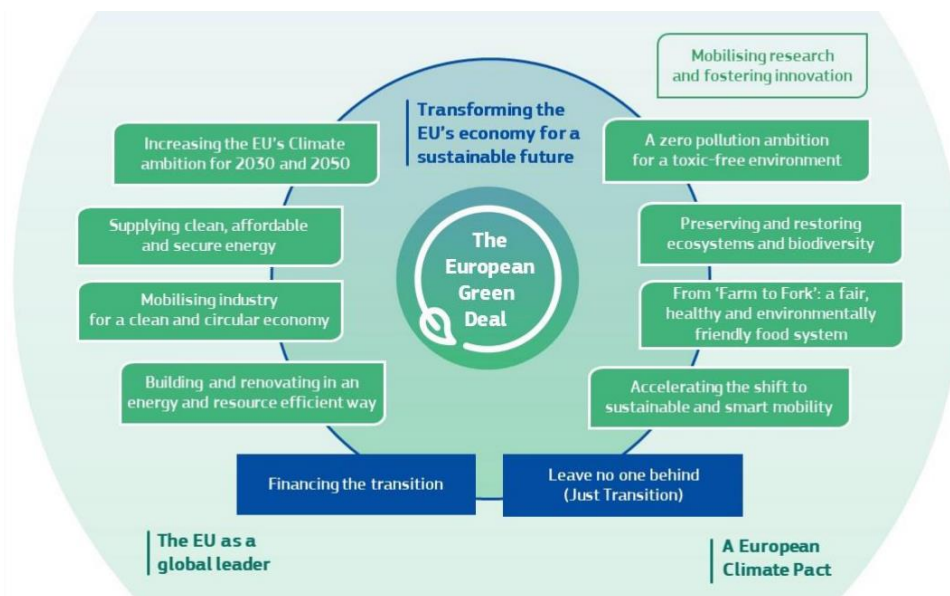 Mobilising research
and fostering innovation
Transforming the
EU's economy for a
sustainable future
Increasing the EU's Climate
ambition for 2030 and 2050
A zero pollution ambition
for a toxic-free environment
Supplying clean, affordable
and secure energy
Preserving and restoring
ecosystems and biodiversity
The
European
Green
Deal
Mobilising industry
for a clean and circular economy
From ‘Farm to Fork’: a fair,
healthy and environmentally
friendly food system
Building and renovating in an
energy and resource efficient way
Accelerating the shift to
sustainable and smart mobility
Financing the transition
Leave no one behind
(Just Transition)
The EU as a
global leader
A European
Climate Pact